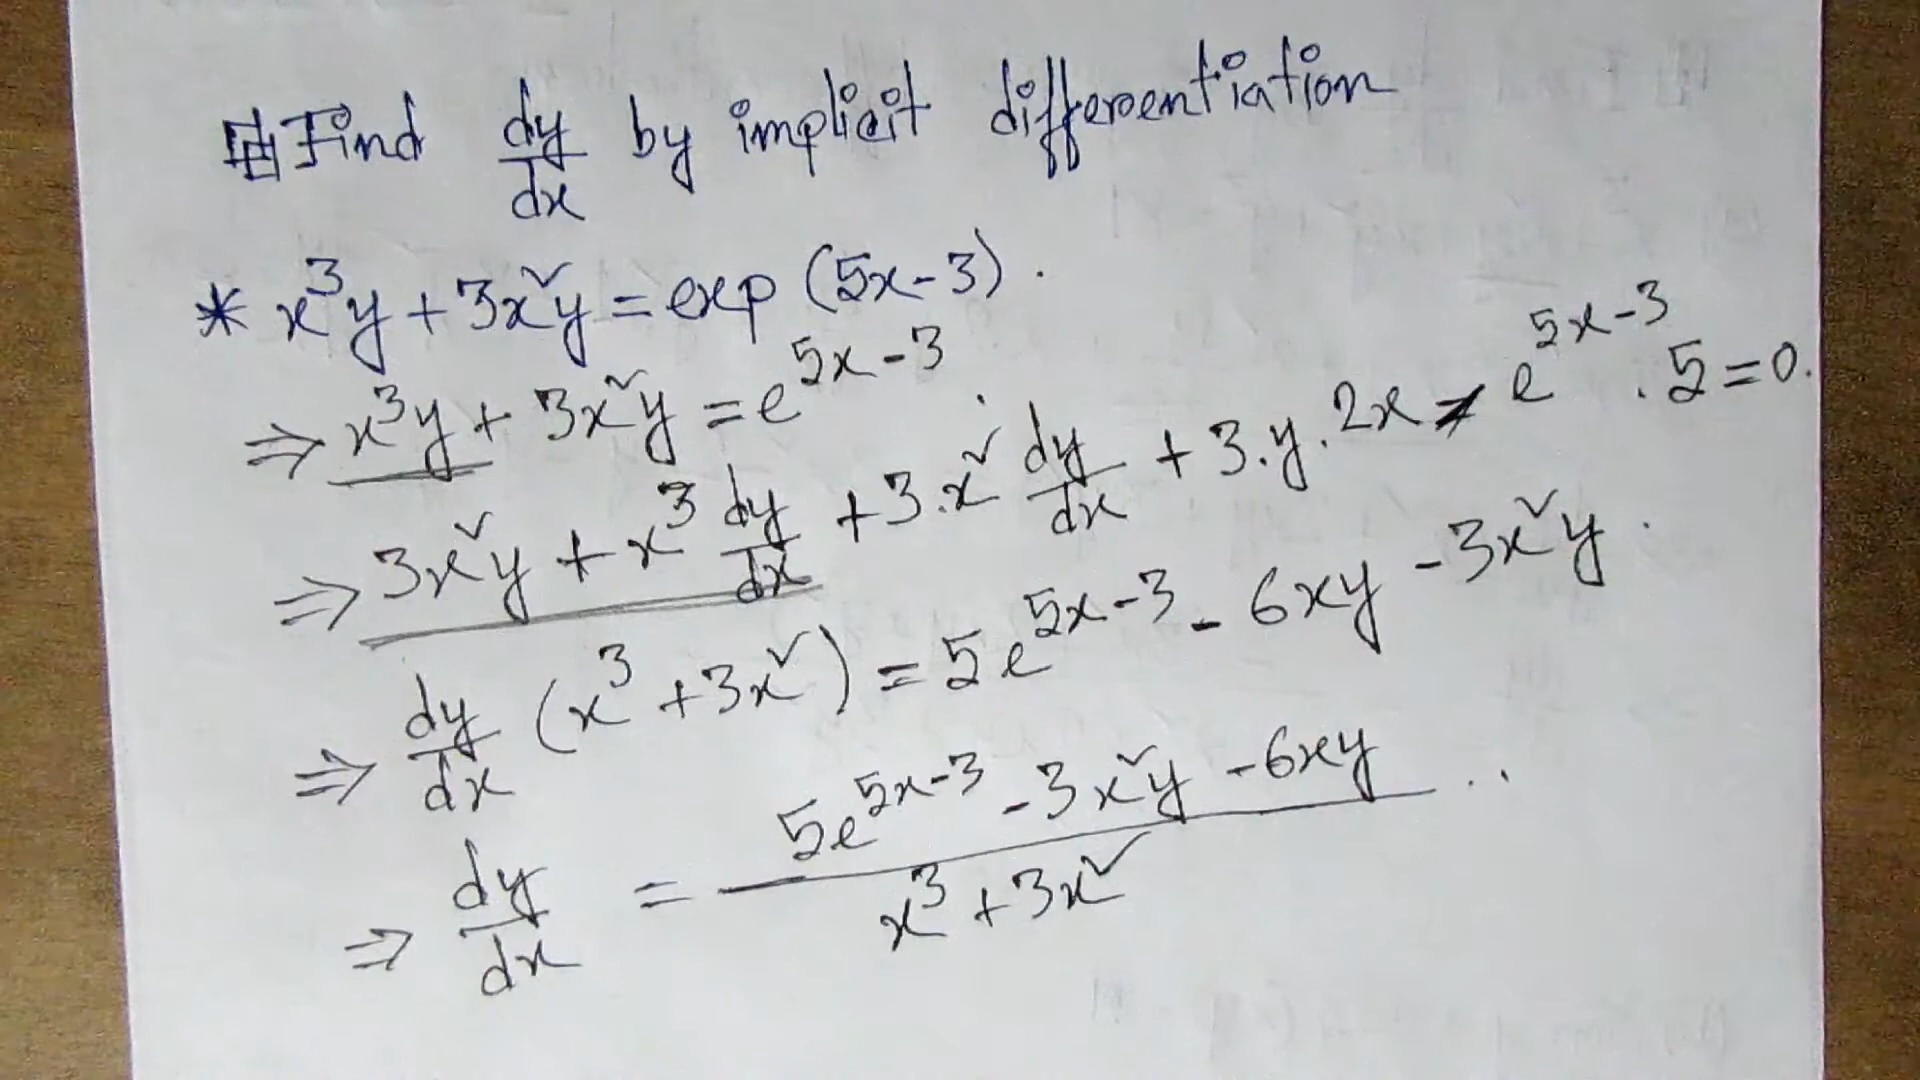 Find dy/dx by implicit differentiation
* x³y + 3x²y = exp (5x-3).
⇒ x³y + 3x²y = e^(5x-3).
⇒ 3x²y + x³ dy/dx + 3.x² dy/dx + 3.y.2x - e^(5x-3) . 5 = 0.
⇒ dy/dx (x³ + 3x²) = 5e^(5x-3) - 6xy - 3x²y.
⇒ dy/dx = (5e^(5x-3) - 3x²y - 6xy)/(x³ + 3x²) ..